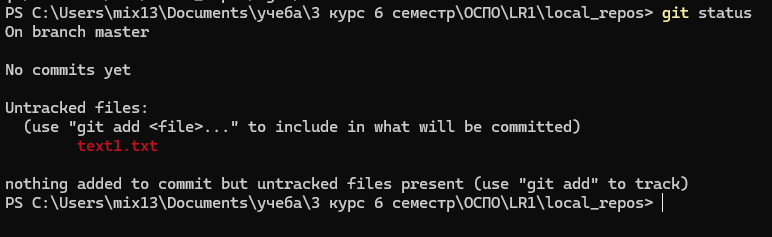 PS C:\Users\mix13\Documents\учеба\3 курс 6 семестр\ОСПО\LR1\local_repos> git status
On branch master

No commits yet

Untracked files:
  (use "git add <file>..." to include in what will be committed)
        text1.txt

nothing added to commit but untracked files present (use "git add" to track)
PS C:\Users\mix13\Documents\учеба\3 курс 6 семестр\ОСПО\LR1\local_repos>